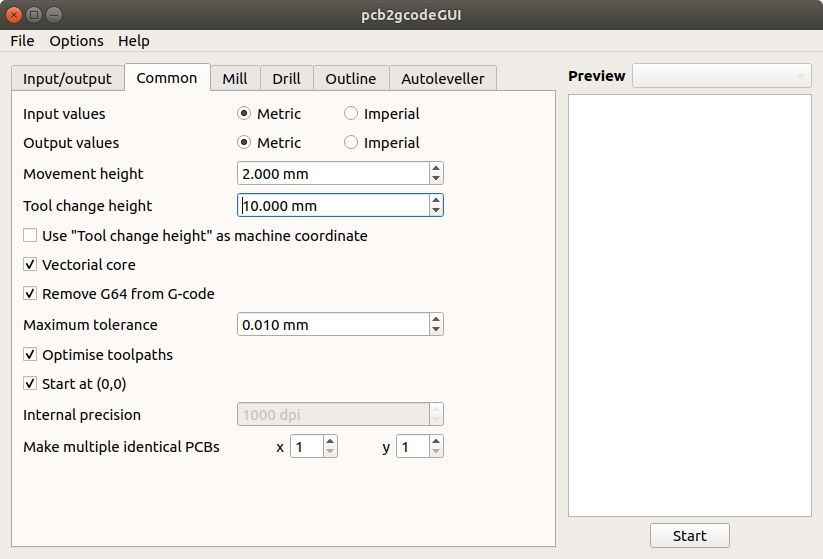 pcb2gcodeGUI
File Options Help
Input/output Common Mill Drill Outline Autoleveller
Preview
Input values Metric Imperial
Output values Metric Imperial
Movement height 2.000 mm
Tool change height 10.000 mm
Use "Tool change height" as machine coordinate
Vectorial core
Remove G64 from G-code
Maximum tolerance 0.010 mm
Optimise toolpaths
Start at (0,0)
Internal precision 1000 dpi
Make multiple identical PCBs x 1 y 1
Start